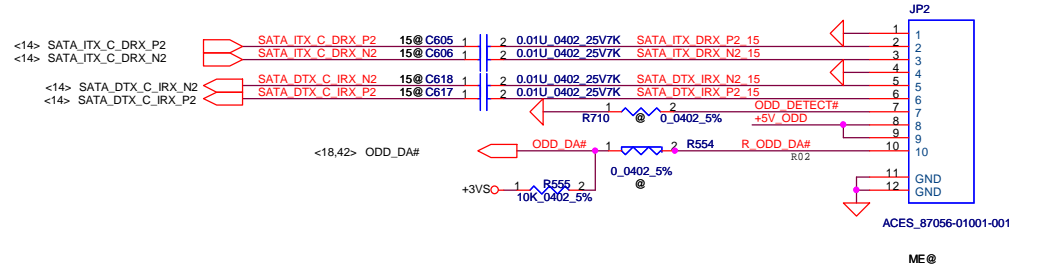 JP2
<14> SATA_ITX_C_DRX_P2 SATA_ITX_C_DRX_P2 15@ C605 1 2 0.01U_0402_25V7K SATA_ITX_DRX_P2_15
<14> SATA_ITX_C_DRX_N2 SATA_ITX_C_DRX_N2 15@ C606 1 2 0.01U_0402_25V7K SATA_ITX_DRX_N2_15
<14> SATA_DTX_C_IRX_N2 SATA_DTX_C_IRX_N2 15@ C618 1 2 0.01U_0402_25V7K SATA_DTX_IRX_N2_15
<14> SATA_DTX_C_IRX_P2 SATA_DTX_C_IRX_P2 15@ C617 1 2 0.01U_0402_25V7K SATA_DTX_IRX_P2_15
1 1
2 2
3 3
4 4
5 5
6 6
7 7
8 8
9 9
10 10
11 GND
12 GND
R710 1 2 @ 0_0402_5% ODD_DETECT#
+5V_ODD
<18,42> ODD_DA# ODD_DA# 1 2 R554 R_ODD_DA#
R02
0_0402_5%
@
+3VS 1 R555 2
10K_0402_5%
ACES_87056-01001-001
ME@